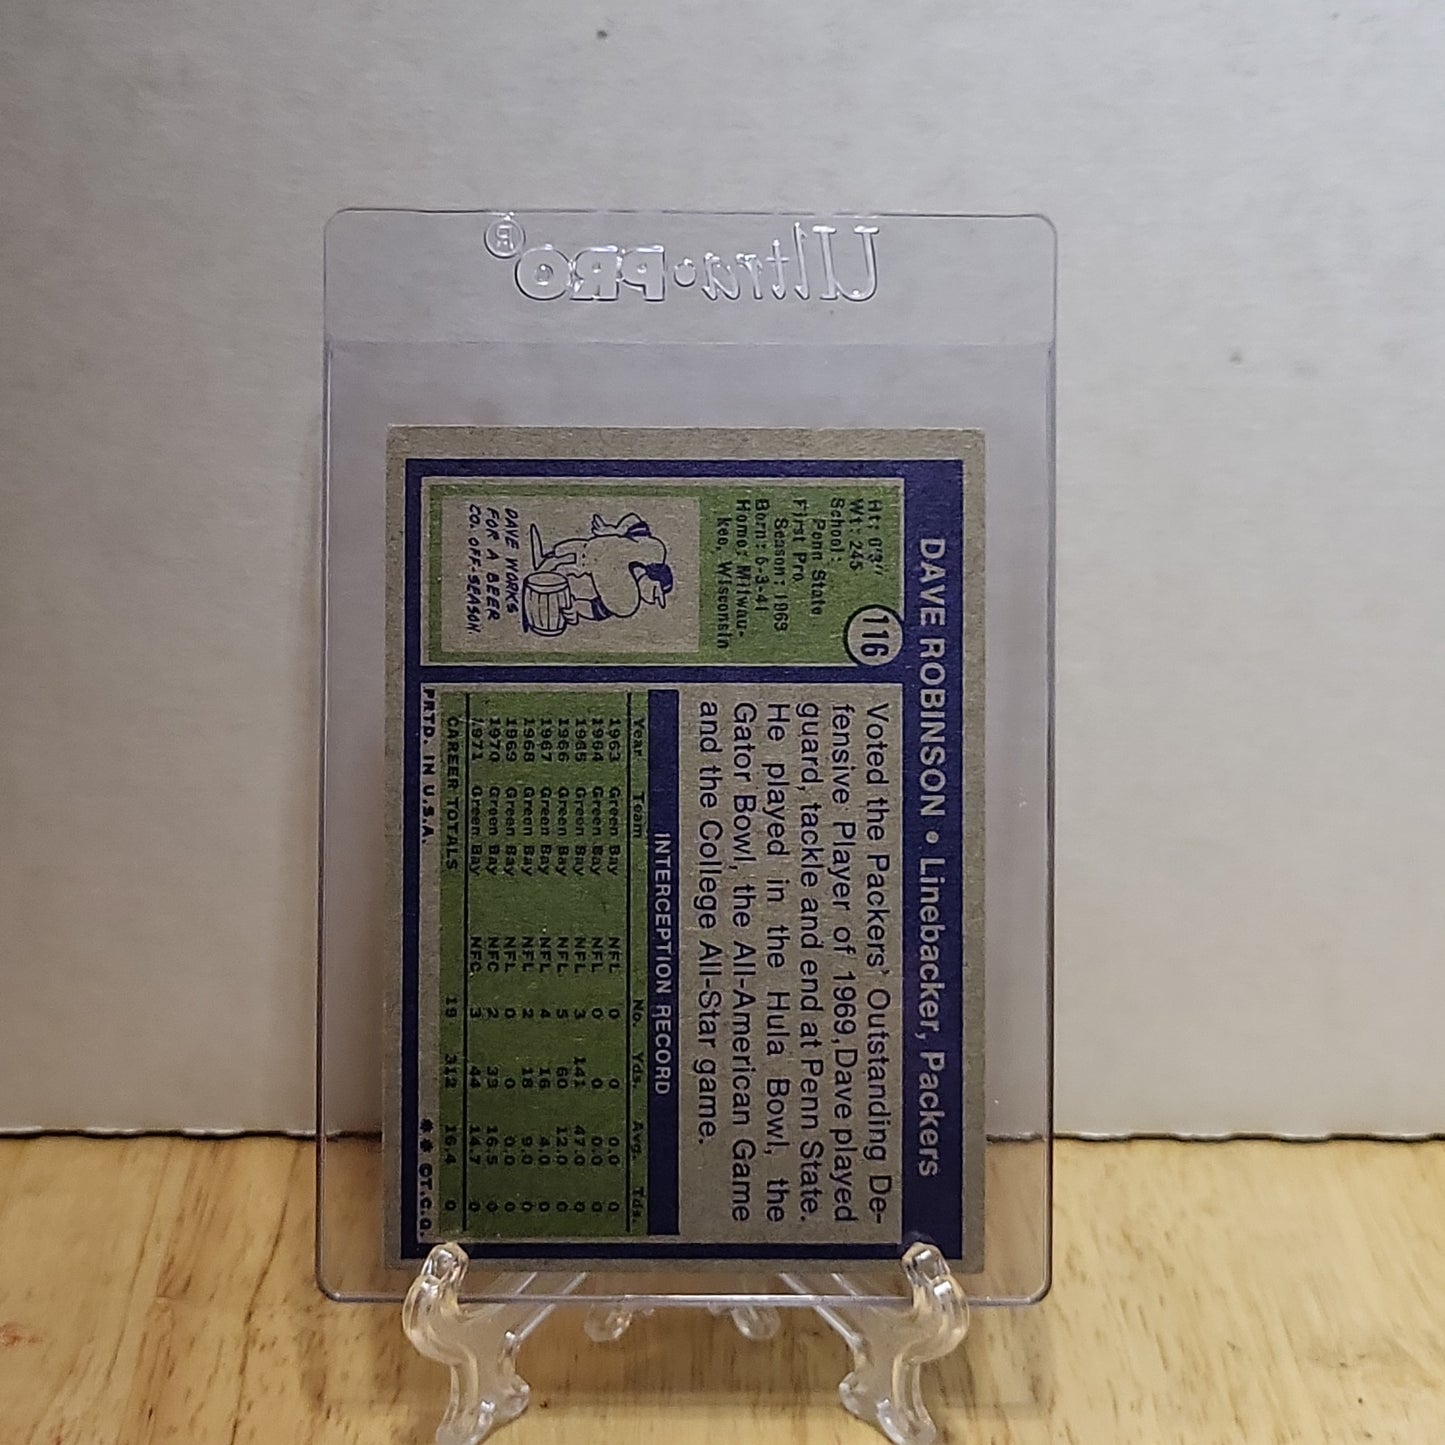 Ultra·PRO®
DAVE ROBINSON • Linebacker, Packers
116
Ht: 6'3"
Wt: 245
School:
Penn State
First Pro
Season: 1963
Born: 5-3-41
Home: Milwau-
kee, Wisconsin
DAVE WORKS
FOR A BEER
CO. OFF-SEASON.
Voted the Packers' Outstanding De-
fensive Player of 1969, Dave played
guard, tackle and end at Penn State.
He played in the Hula Bowl, the
Gator Bowl, the All-American Game
and the College All-Star game.
INTERCEPTION RECORD
Year Team No. Yds. Avg. Tds.
1963 Green Bay NFL 0 0 0.0 0
1964 Green Bay NFL 0 0 0.0 0
1965 Green Bay NFL 3 141 47.0 0
1966 Green Bay NFL 5 60 12.0 0
1967 Green Bay NFL 4 16 4.0 0
1968 Green Bay NFL 2 18 9.0 0
1969 Green Bay NFL 0 0 0.0 0
1970 Green Bay NFC 2 33 16.5 0
1971 Green Bay NFC 3 44 14.7 0
CAREER TOTALS 19 312 16.4 0
PRTD. IN U.S.A. ** ©T.C.G.